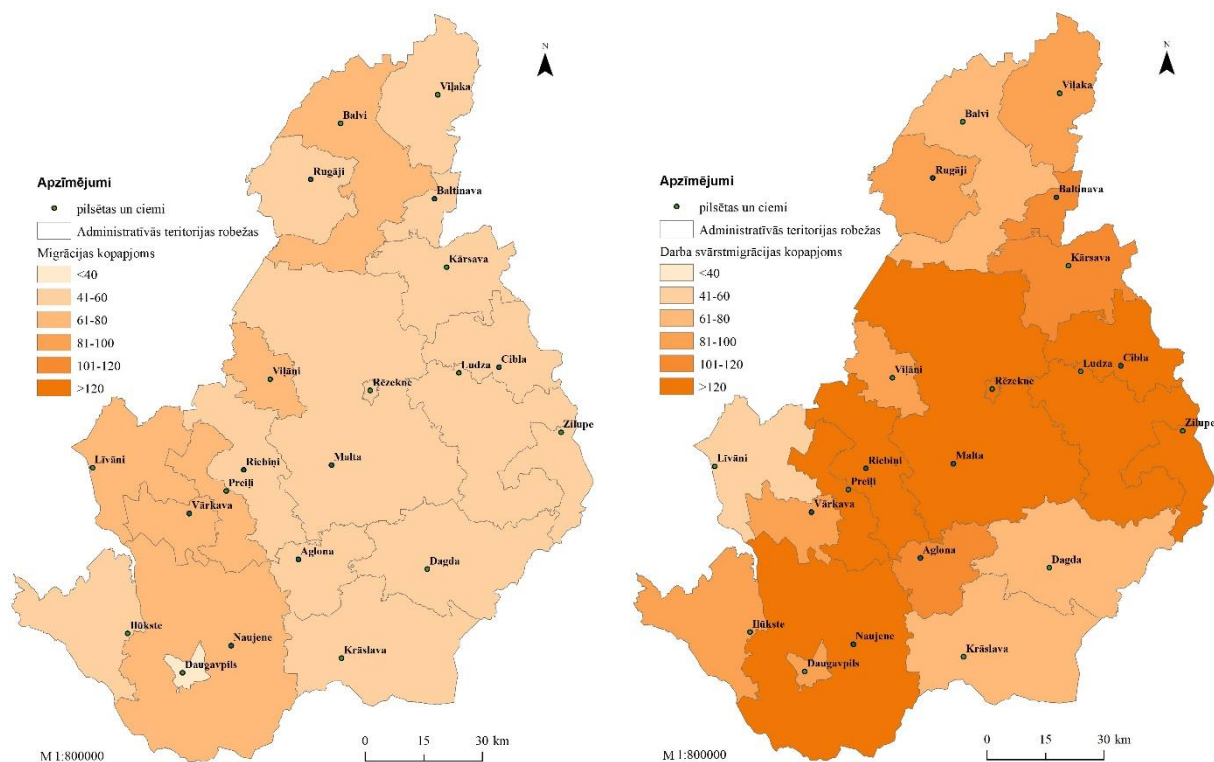 N
Viļaka
Balvi
Rugāji
Baltinava
Kārsava
Apzīmējumi
pilsētas un ciemi
Administratīvās teritorijas robežas
Migrācijas kopapjoms
<40
41-60
61-80
81-100
101-120
>120
Viļāni
Ludza
Cibla
Rēzekne
Zilupe
Līvāni
Riebiņi
Malta
Preiļi
Vārkava
Aglona
Dagda
Ilūkste
Naujene
Krāslava
Daugavpils
M 1:800000
0 15 30 km
N
Viļaka
Balvi
Rugāji
Baltinava
Kārsava
Apzīmējumi
pilsētas un ciemi
Administratīvās teritorijas robežas
Darba svārstmigrācijas kopapjoms
<40
41-60
61-80
81-100
101-120
>120
Viļāni
Ludza
Cibla
Rēzekne
Zilupe
Līvāni
Riebiņi
Malta
Preiļi
Vārkava
Aglona
Dagda
Ilūkste
Naujene
Krāslava
Daugavpils
M 1:800000
0 15 30 km